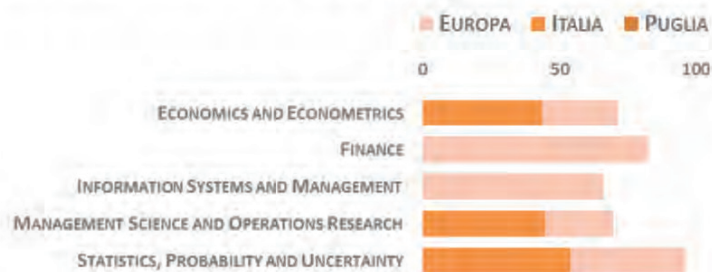 EUROPA ITALIA PUGLIA
0 50 100
ECONOMICS AND ECONOMETRICS
FINANCE
INFORMATION SYSTEMS AND MANAGEMENT
MANAGEMENT SCIENCE AND OPERATIONS RESEARCH
STATISTICS, PROBABILITY AND UNCERTAINTY